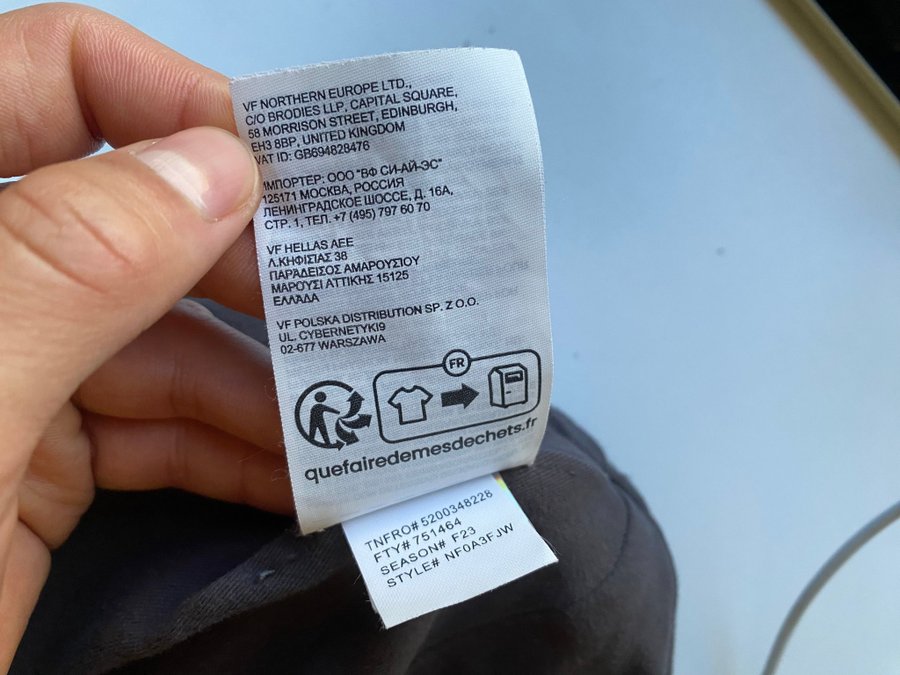 VF NORTHERN EUROPE LTD.,
C/O BRODIES LLP, CAPITAL SQUARE,
58 MORRISON STREET, EDINBURGH,
EH3 8BP, UNITED KINGDOM
VAT ID: GB694828476
ИМПОРТЕР: ООО "ВФ СИ-АЙ-ЭС"
125171 МОСКВА, РОССИЯ
ЛЕНИНГРАДСКОЕ ШОССЕ, Д. 16А,
СТР. 1, ТЕЛ. +7 (495) 797 60 70
VF HELLAS AEE
Λ.ΚΗΦΙΣΙΑΣ 38
ΠΑΡΑΔΕΙΣΟΣ ΑΜΑΡΟΥΣΙΟΥ
ΜΑΡΟΥΣΙ ΑΤΤΙΚΗΣ 15125
ΕΛΛΆΔΑ
VF POLSKA DISTRIBUTION SP. Z O.O.
UL. CYBERNETYKI9
02-677 WARSZAWA
FR
quefairedemesdechets.fr
TNFRO# 5200348228
FTY# 751464
SEASON# F23
STYLE# NF0A3FJW